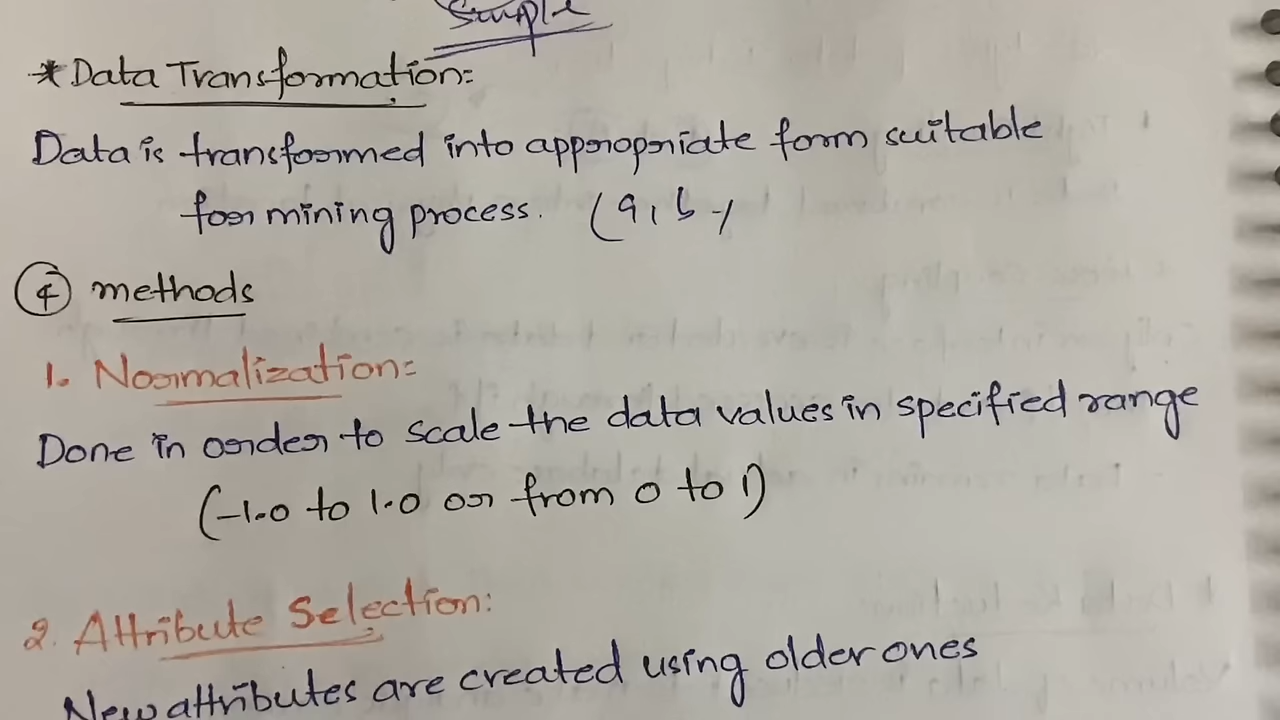 Simple
* Data Transformation:
Data is transformed into appropriate form suitable
for mining process. (a, b
④ methods
1. Normalization:
Done in order to scale the data values in specified range
(-1.0 to 1.0 or from 0 to 1)
2. Attribute Selection:
New attributes are created using older ones